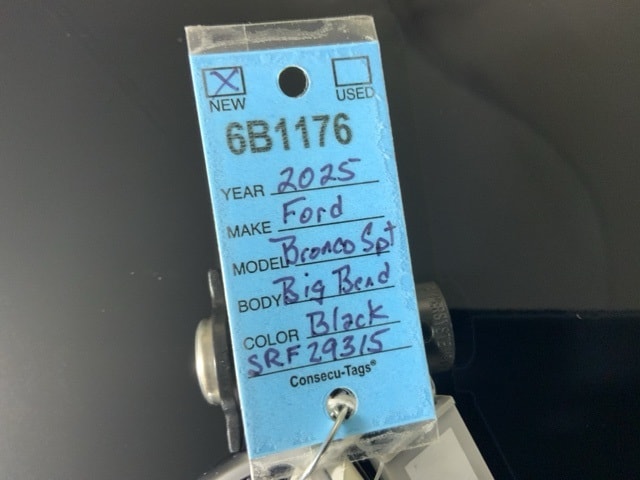 X
NEW USED
6B1176
YEAR 2025
MAKE Ford
MODEL Bronco Spt
BODY Big Bend
COLOR Black
SRF 29315
Consecu-Tags®